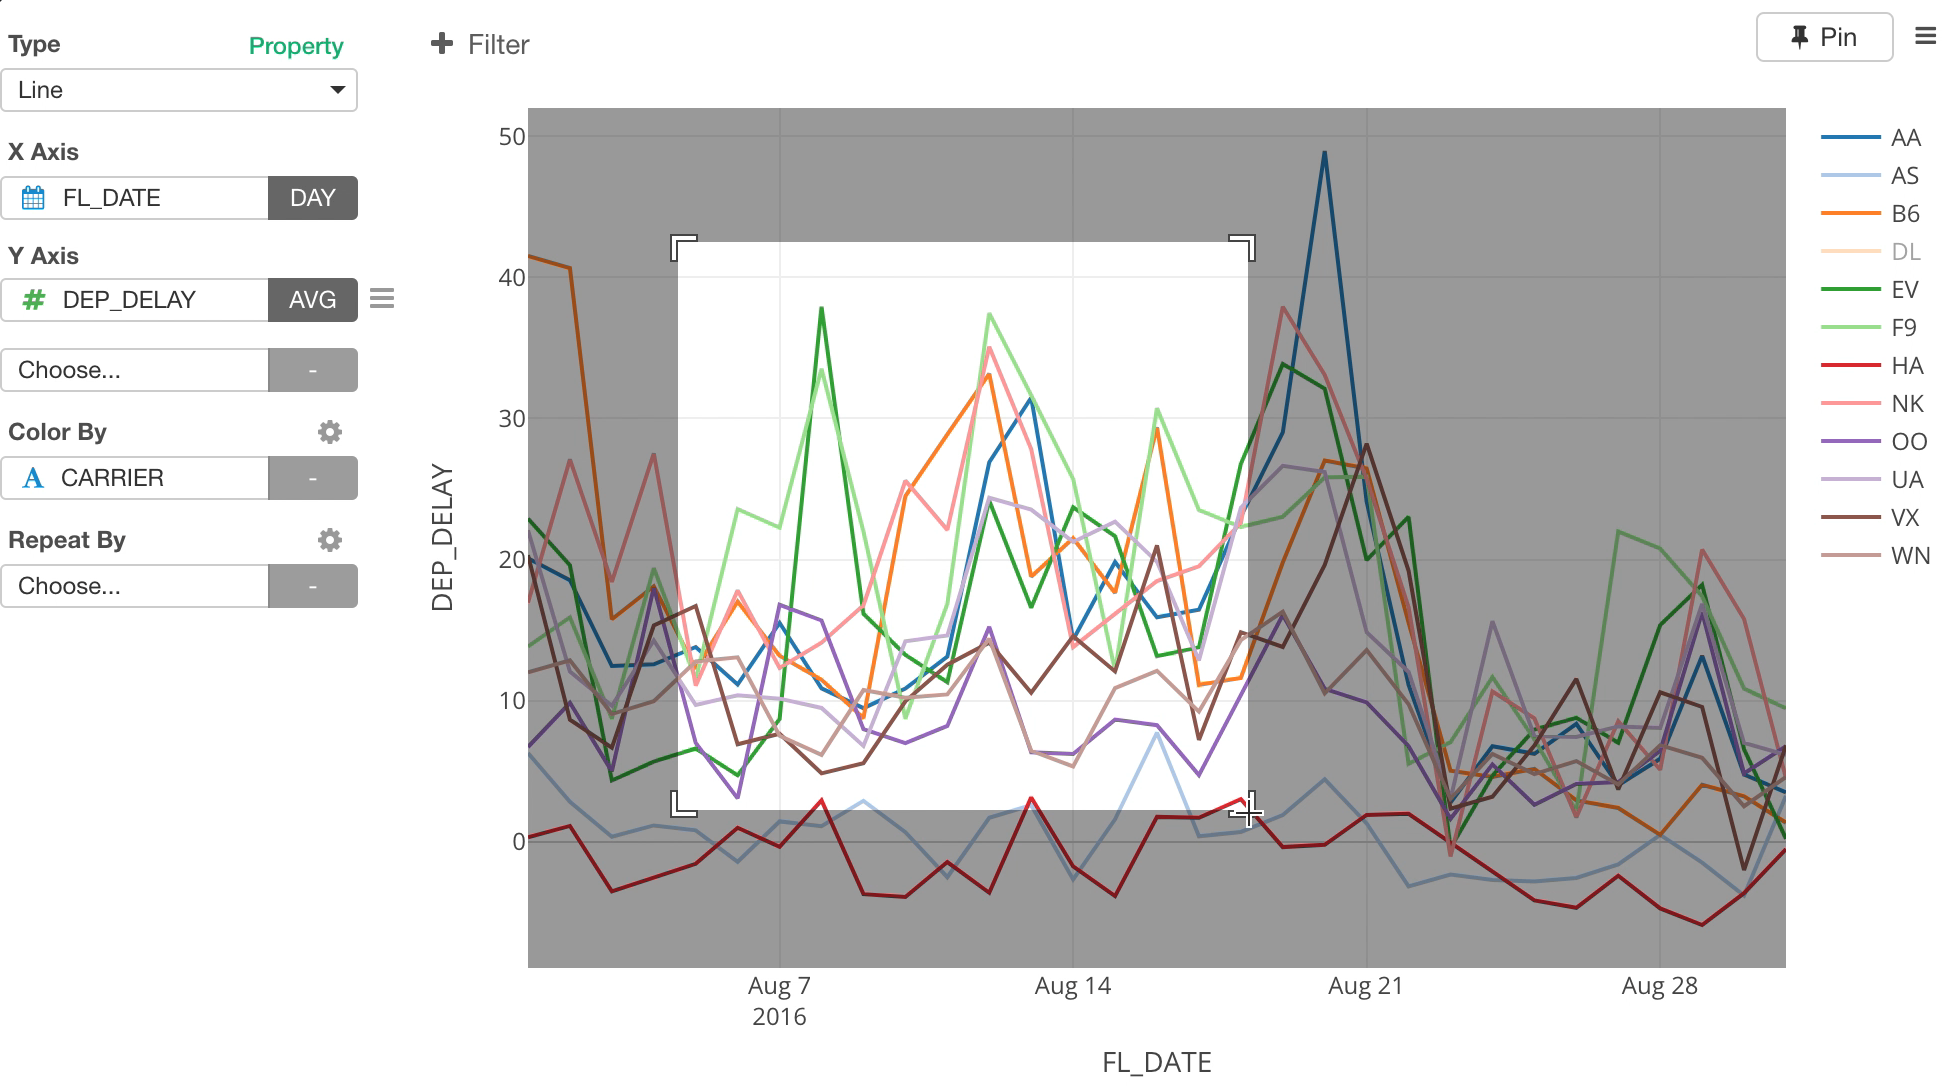 Type Property
Line
X Axis
FL_DATE DAY
Y Axis
DEP_DELAY AVG
Choose... -
Color By
CARRIER -
Repeat By
Choose... -
Filter
Pin
50
40
30
20
10
0
DEP_DELAY
Aug 7 Aug 14 Aug 21 Aug 28
2016
FL_DATE
AA
AS
B6
DL
EV
F9
HA
NK
OO
UA
VX
WN